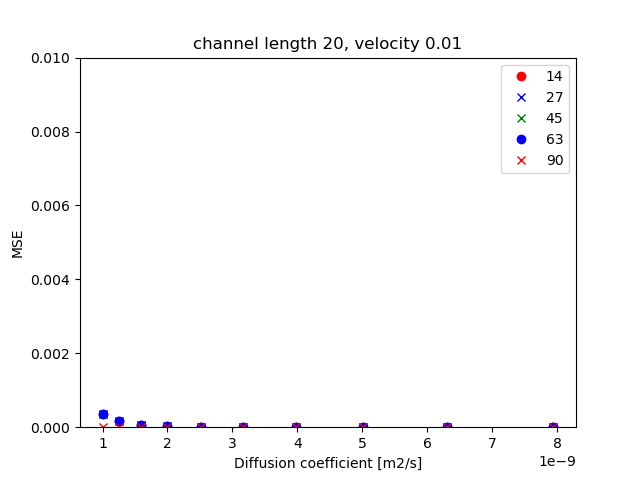 channel length 20, velocity 0.01
0.010
0.008
0.006
0.004
0.002
0.000
MSE
14
27
45
63
90
1 2 3 4 5 6 7 8
1e−9
Diffusion coefficient [m2/s]